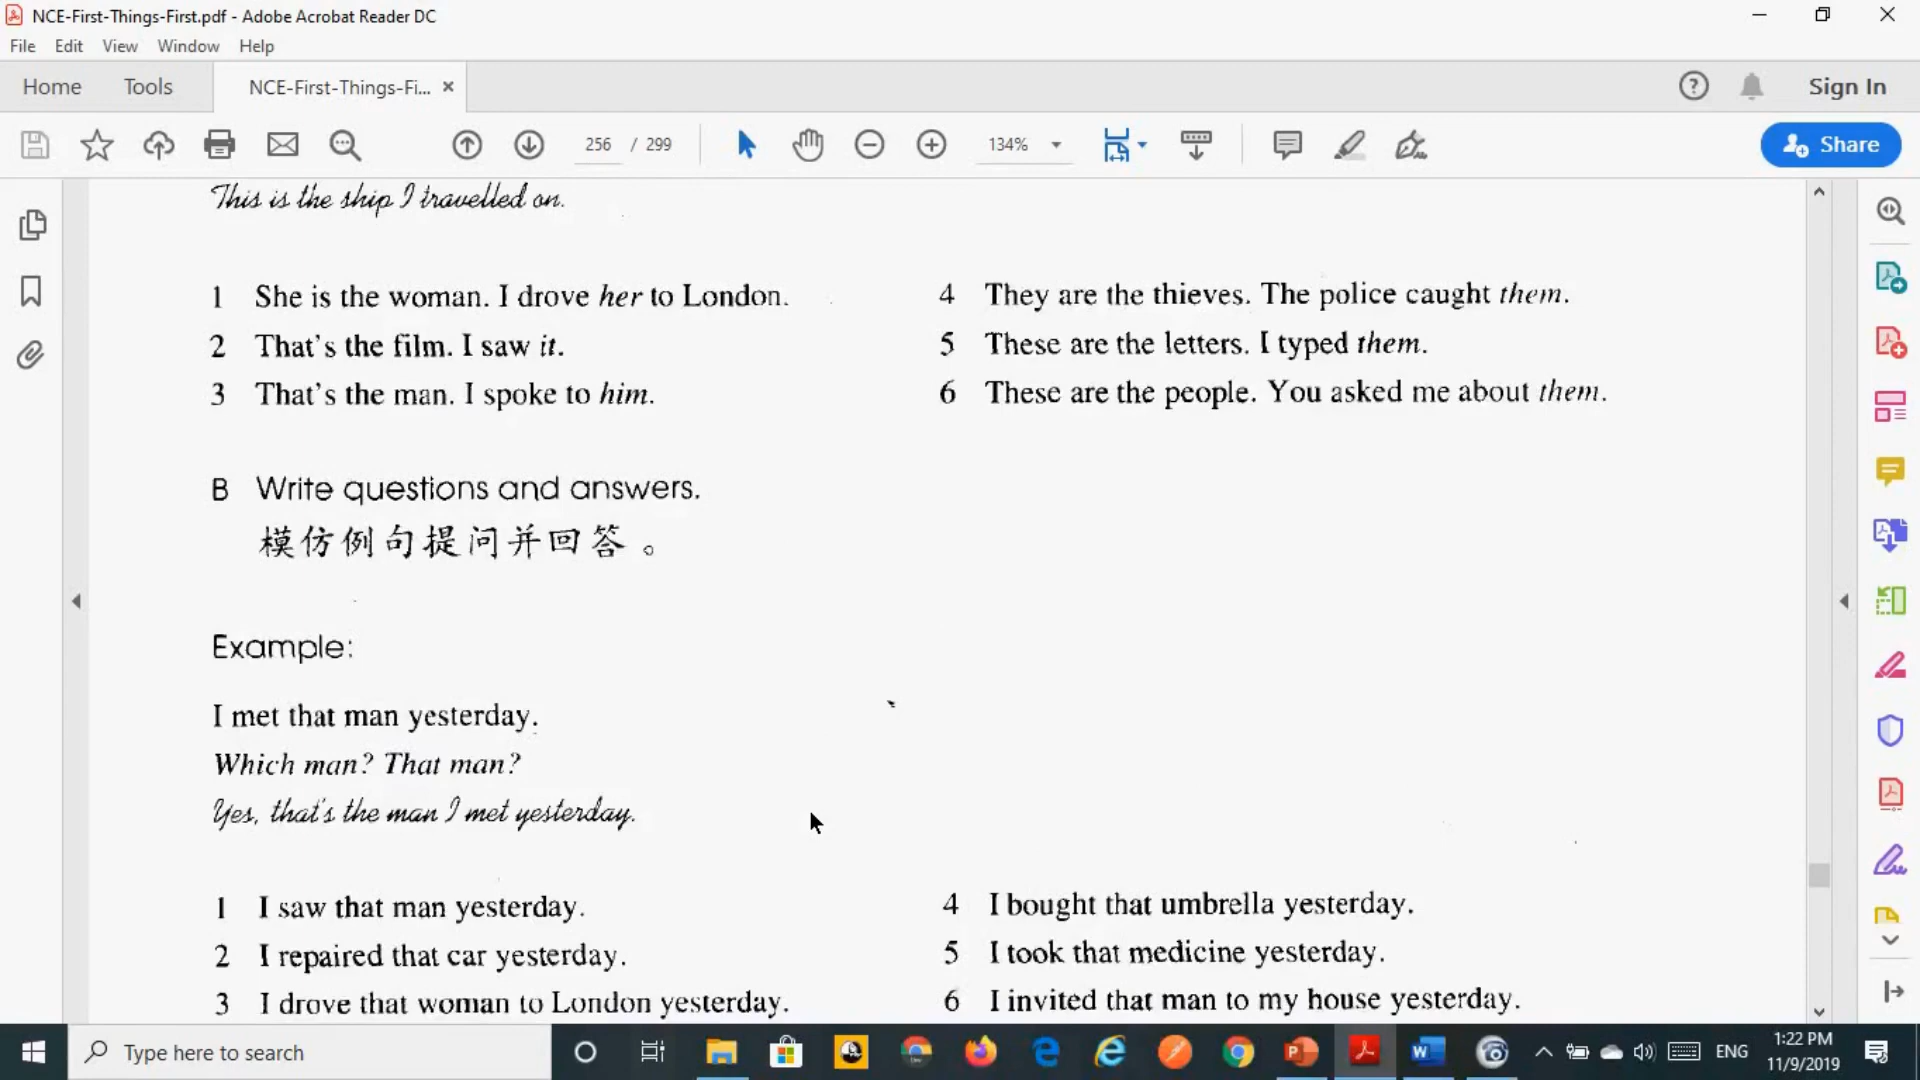 NCE-First-Things-First.pdf - Adobe Acrobat Reader DC
File Edit View Window Help
Home Tools NCE-First-Things-Fi... × Sign In
256 / 299 134% Share
This is the ship I travelled on.
1 She is the woman. I drove her to London.
2 That's the film. I saw it.
3 That's the man. I spoke to him.
4 They are the thieves. The police caught them.
5 These are the letters. I typed them.
6 These are the people. You asked me about them.
B Write questions and answers.
模仿例句提问并回答。
Example:
I met that man yesterday.
Which man? That man?
Yes, that's the man I met yesterday.
1 I saw that man yesterday.
2 I repaired that car yesterday.
3 I drove that woman to London yesterday.
4 I bought that umbrella yesterday.
5 I took that medicine yesterday.
6 I invited that man to my house yesterday.
Type here to search
ENG
1:22 PM
11/9/2019